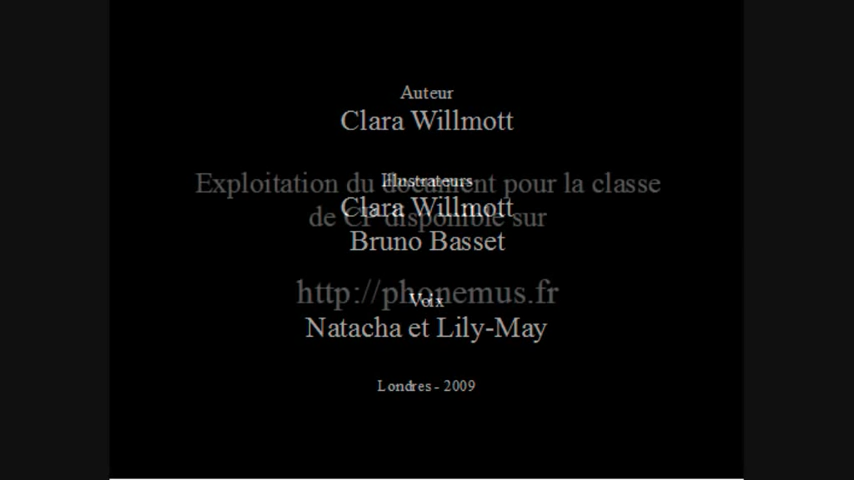 Auteur
Clara Willmott
Exploitation du document pour la classe
Illustrateurs
Clara Willmott
de CP disponible sur
Bruno Basset
http://phonemus.fr
Voix
Natacha et Lily-May
Londres - 2009